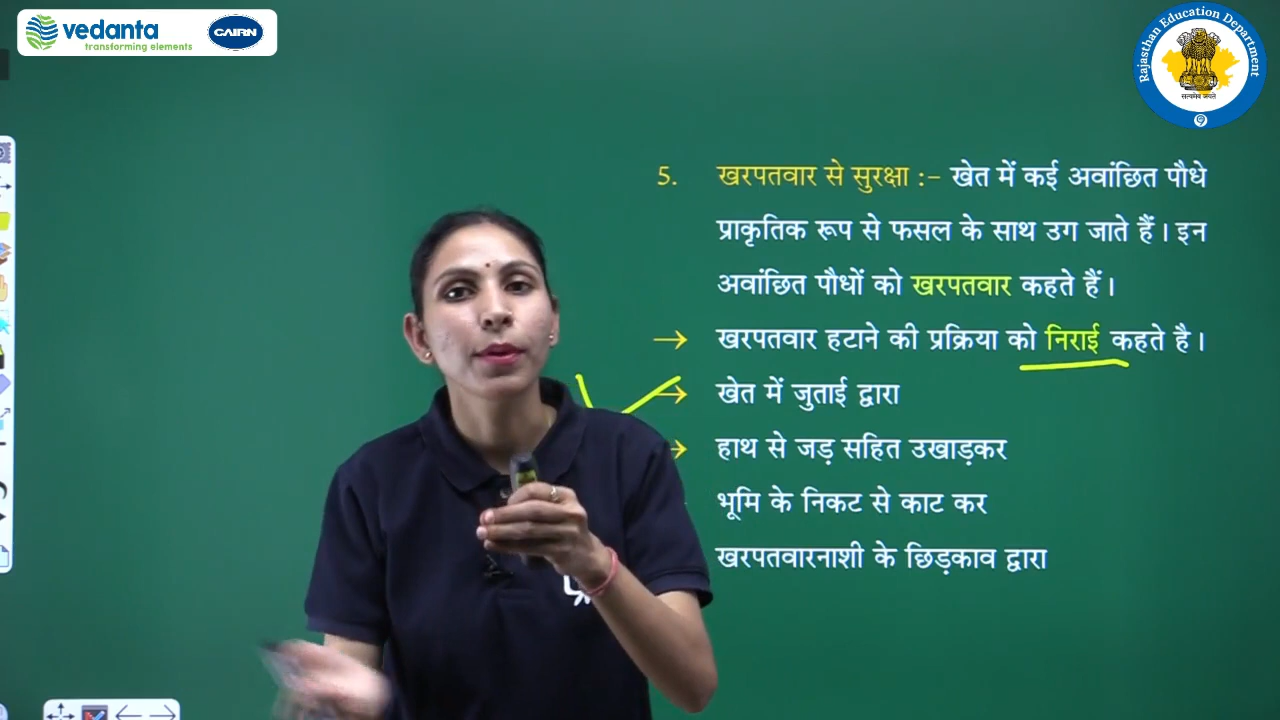 vedanta
transforming elements
CAIRN
Rajasthan Education Department
सत्यमेव जयते
5. खरपतवार से सुरक्षा :– खेत में कई अवांछित पौधे
प्राकृतिक रूप से फसल के साथ उग जाते हैं। इन
अवांछित पौधों को खरपतवार कहते हैं।
→ खरपतवार हटाने की प्रक्रिया को निराई कहते है।
→ खेत में जुताई द्वारा
→ हाथ से जड़ सहित उखाड़कर
भूमि के निकट से काट कर
खरपतवारनाशी के छिड़काव द्वारा